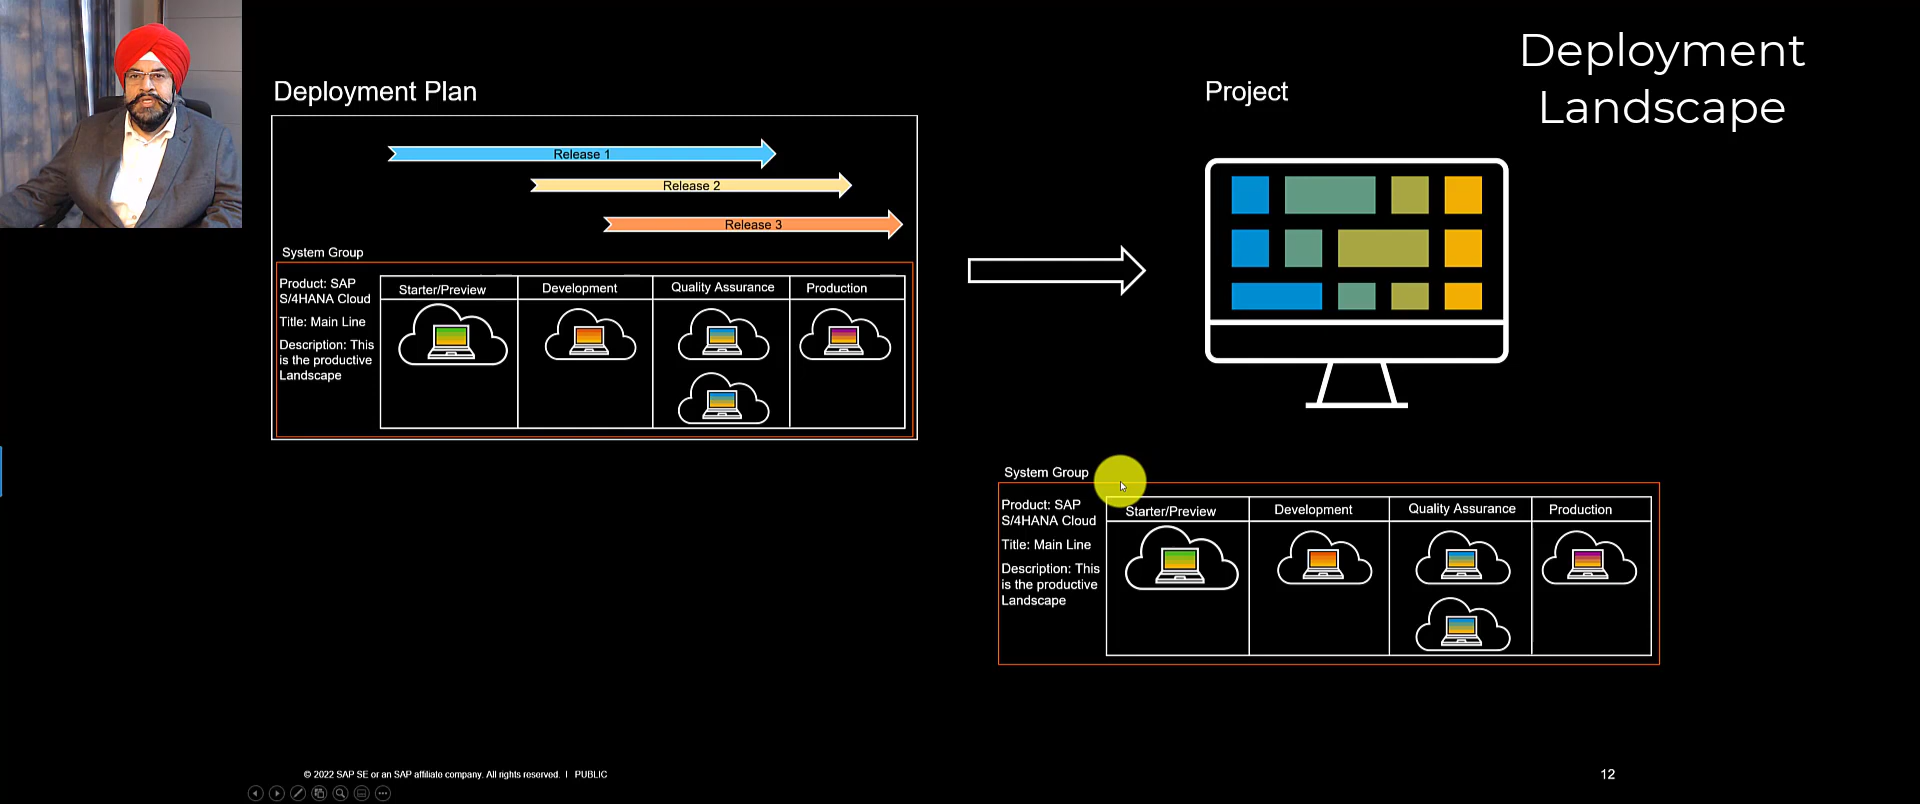 Deployment
Landscape
Deployment Plan
Release 1
Release 2
Release 3
System Group
Product: SAP
S/4HANA Cloud
Title: Main Line
Description: This
is the productive
Landscape
Starter/Preview
Development
Quality Assurance
Production
Project
System Group
Product: SAP
S/4HANA Cloud
Title: Main Line
Description: This
is the productive
Landscape
Starter/Preview
Development
Quality Assurance
Production
© 2022 SAP SE or an SAP affiliate company. All rights reserved. | PUBLIC
12